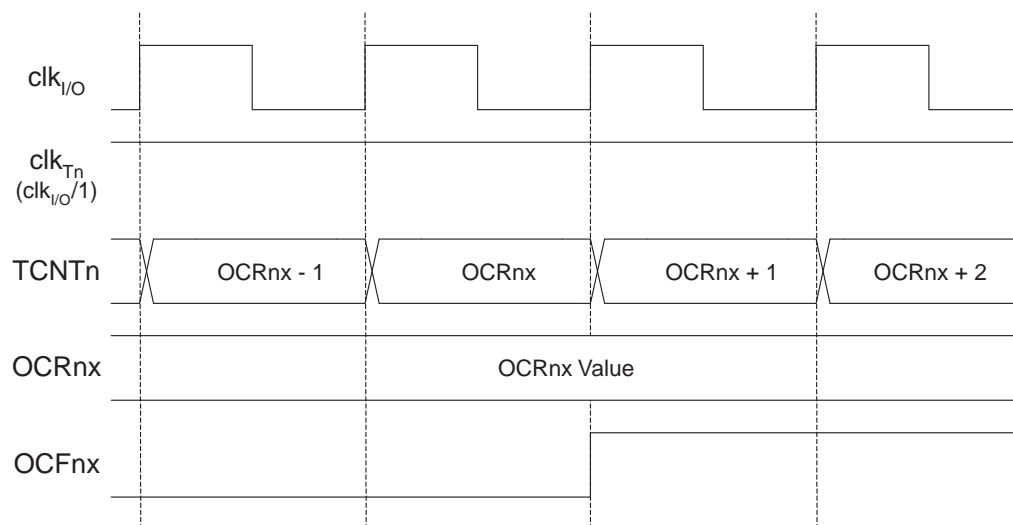 clkI/O
clkTn
(clkI/O/1)
TCNTn OCRnx - 1 OCRnx OCRnx + 1 OCRnx + 2
OCRnx OCRnx Value
OCFnx